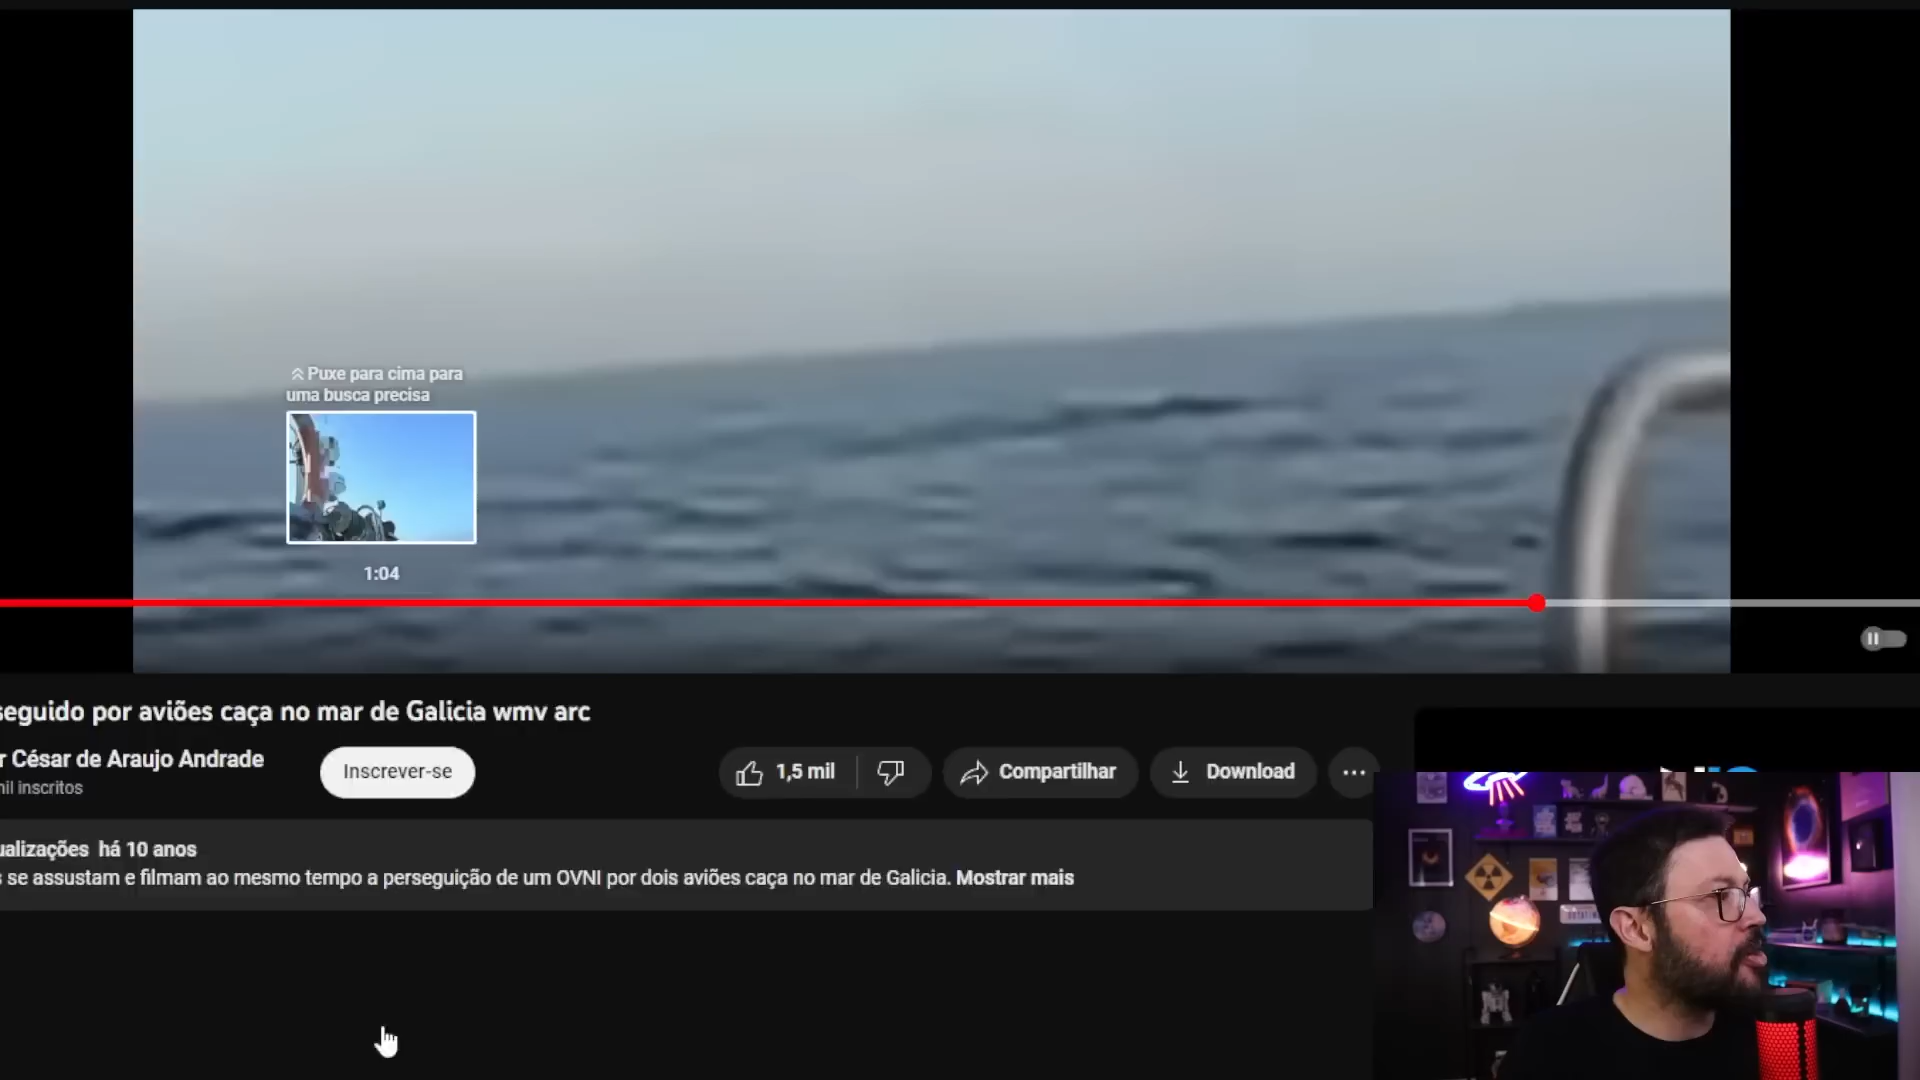 Puxe para cima para
uma busca precisa
1:04
seguido por aviões caça no mar de Galicia wmv arc
r César de Araujo Andrade
mil inscritos
Inscrever-se
1,5 mil
Compartilhar
Download
ualizações há 10 anos
s se assustam e filmam ao mesmo tempo a perseguição de um OVNI por dois aviões caça no mar de Galicia. Mostrar mais